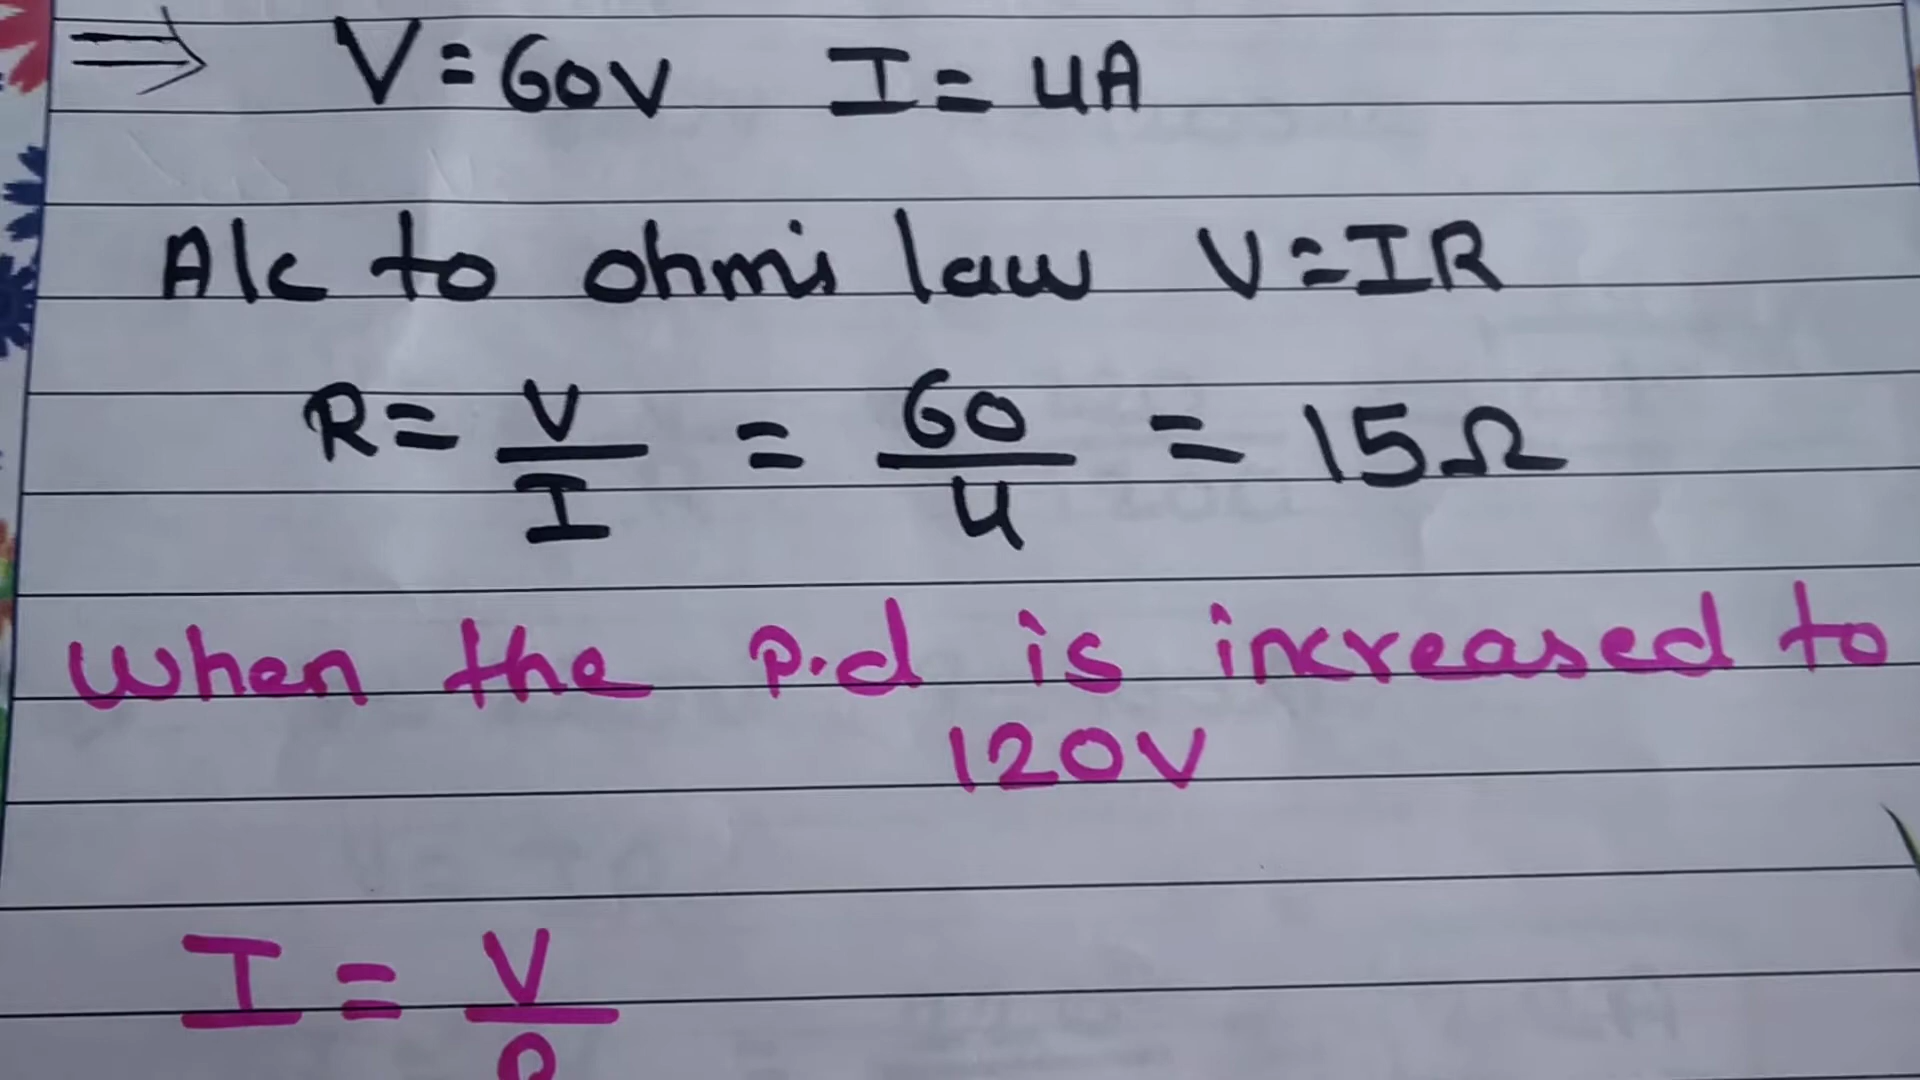 ⇒ V = 60V I = 4A
A/c to ohm's law V = IR
R = V/I = 60/4 = 15Ω
When the p.d is increased to
120V
I = V/R